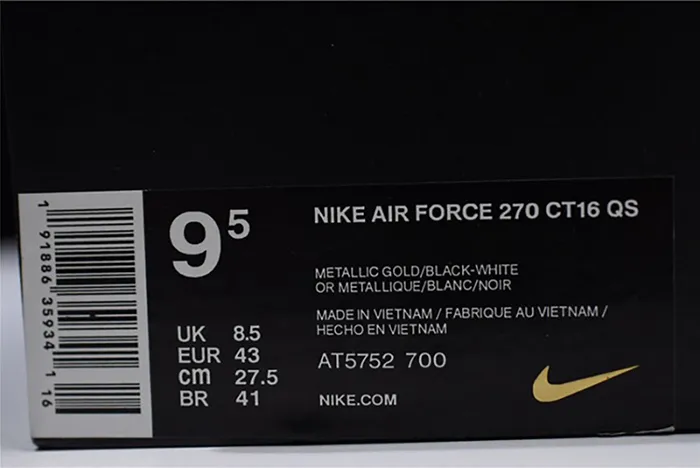 1 91886 35934 1 16
9 5
NIKE AIR FORCE 270 CT16 QS
METALLIC GOLD/BLACK-WHITE
OR METALLIQUE/BLANC/NOIR
MADE IN VIETNAM / FABRIQUE AU VIETNAM /
HECHO EN VIETNAM
UK 8.5
EUR 43
cm 27.5
BR 41
AT5752 700
NIKE.COM